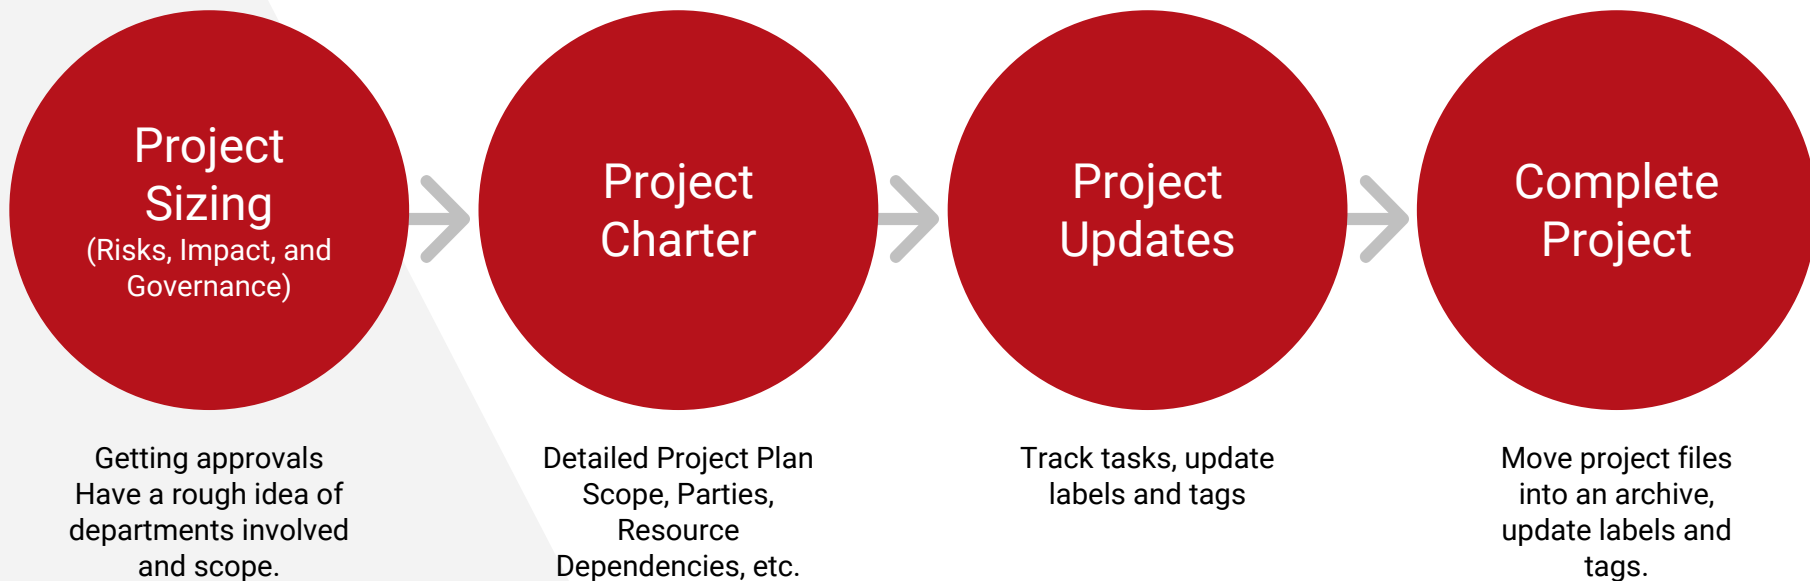 Project
Sizing
(Risks, Impact, and
Governance)
Project
Charter
Project
Updates
Complete
Project
Getting approvals
Have a rough idea of
departments involved
and scope.
Detailed Project Plan
Scope, Parties,
Resource
Dependencies, etc.
Track tasks, update
labels and tags
Move project files
into an archive,
update labels and
tags.